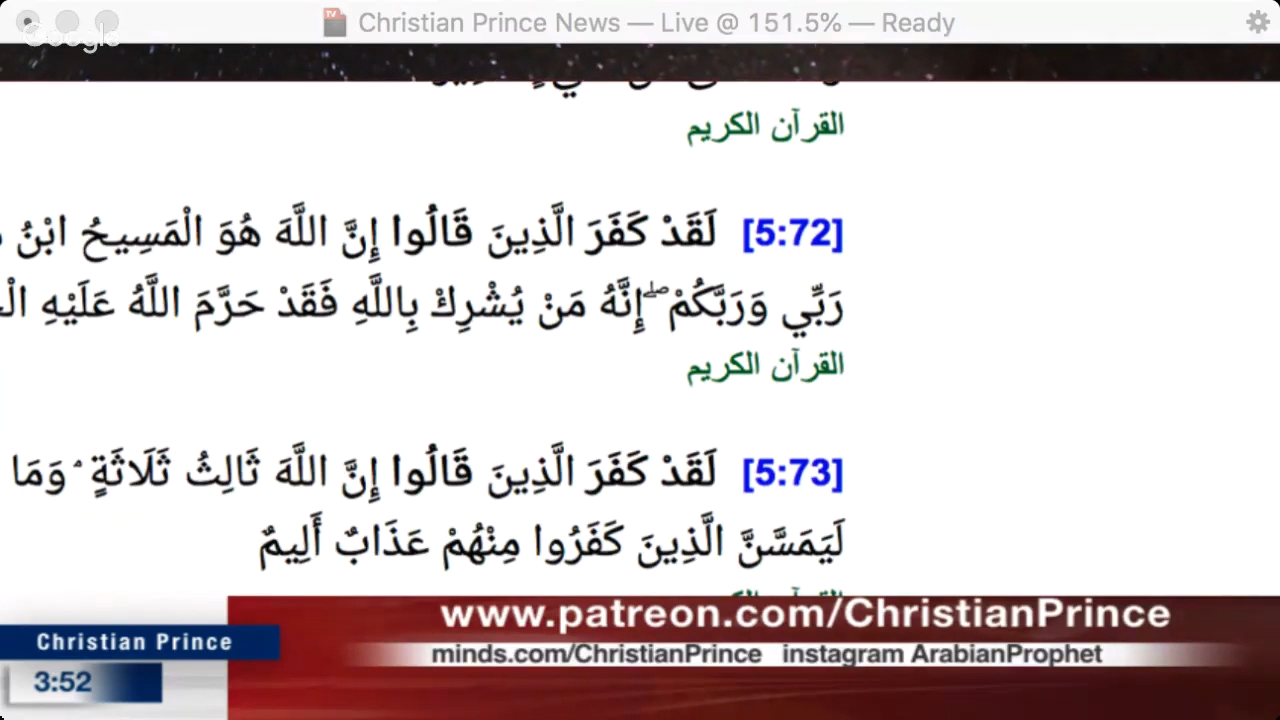 Christian Prince News — Live @ 151.5% — Ready
Google
القرآن الكريم
[5:72] لَقَدْ كَفَرَ الَّذِينَ قَالُوا إِنَّ اللَّهَ هُوَ الْمَسِيحُ ابْنُ
رَبِّي وَرَبَّكُمْ ۖ إِنَّهُ مَنْ يُشْرِكْ بِاللَّهِ فَقَدْ حَرَّمَ اللَّهُ عَلَيْهِ
القرآن الكريم
[5:73] لَقَدْ كَفَرَ الَّذِينَ قَالُوا إِنَّ اللَّهَ ثَالِثُ ثَلَاثَةٍ ۘ وَمَا
لَيَمَسَّنَّ الَّذِينَ كَفَرُوا مِنْهُمْ عَذَابٌ أَلِيمٌ
www.patreon.com/ChristianPrince
Christian Prince
minds.com/ChristianPrince instagram ArabianProphet
3:52